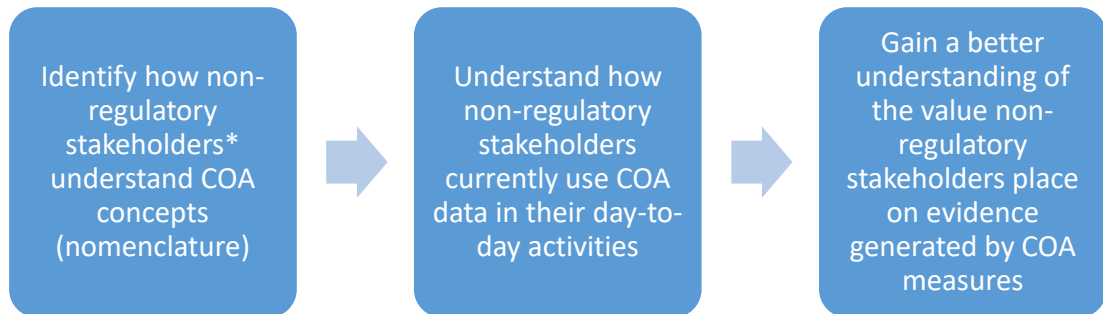 Identify how non-
regulatory
stakeholders*
understand COA
concepts
(nomenclature)
Understand how
non-regulatory
stakeholders
currently use COA
data in their day-to-
day activities
Gain a better
understanding of
the value non-
regulatory
stakeholders place
on evidence
generated by COA
measures